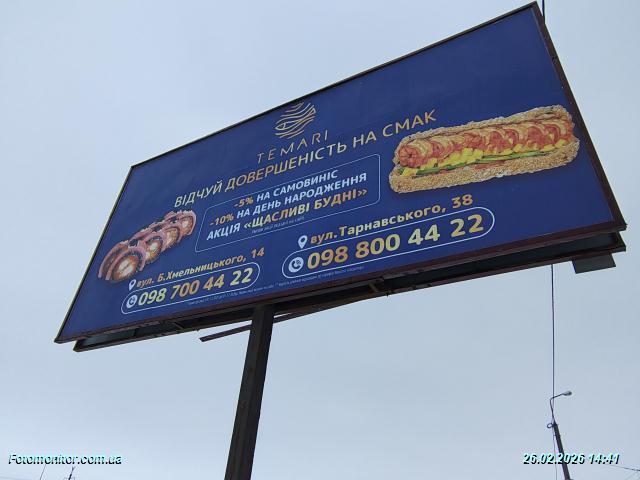 TEMARI
ВІДЧУЙ ДОВЕРШЕНІСТЬ НА СМАК
-5% НА САМОВИНІС
-10% НА ДЕНЬ НАРОДЖЕННЯ
АКЦІЯ «ЩАСЛИВІ БУДНІ»
вул. Б.Хмельницького, 14
098 700 44 22
вул.Тарнавського, 38
098 800 44 22
Fotomonitor.com.ua
26.02.2026 14:41